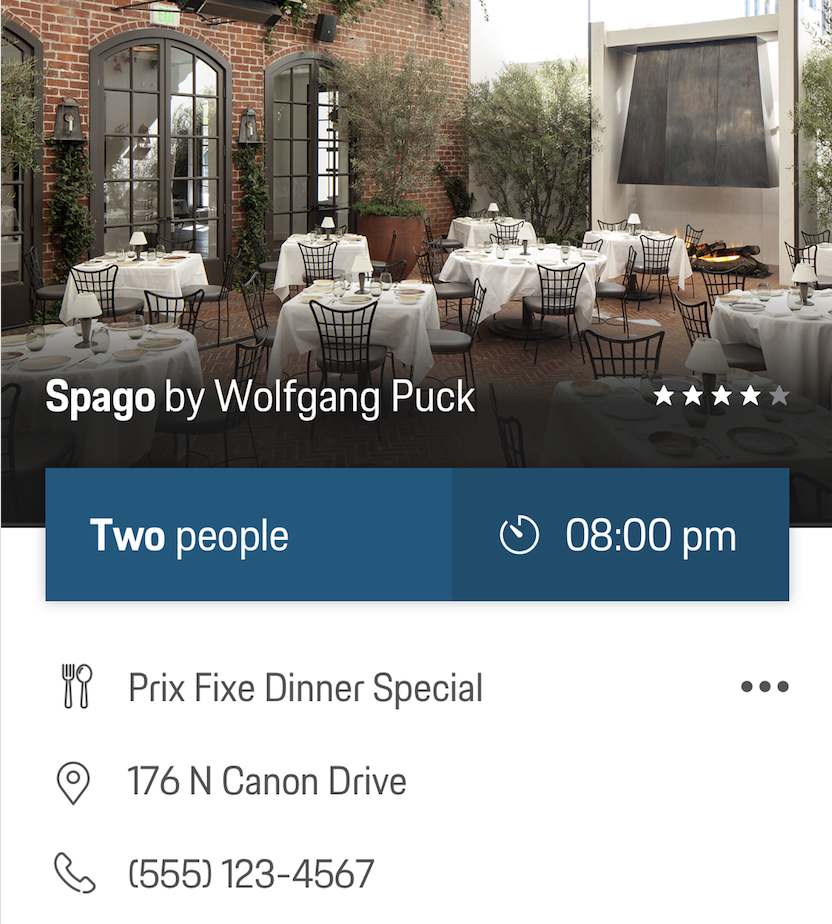 EXIT
Spago by Wolfgang Puck
Two people
08:00 pm
Prix Fixe Dinner Special
176 N Canon Drive
(555) 123-4567